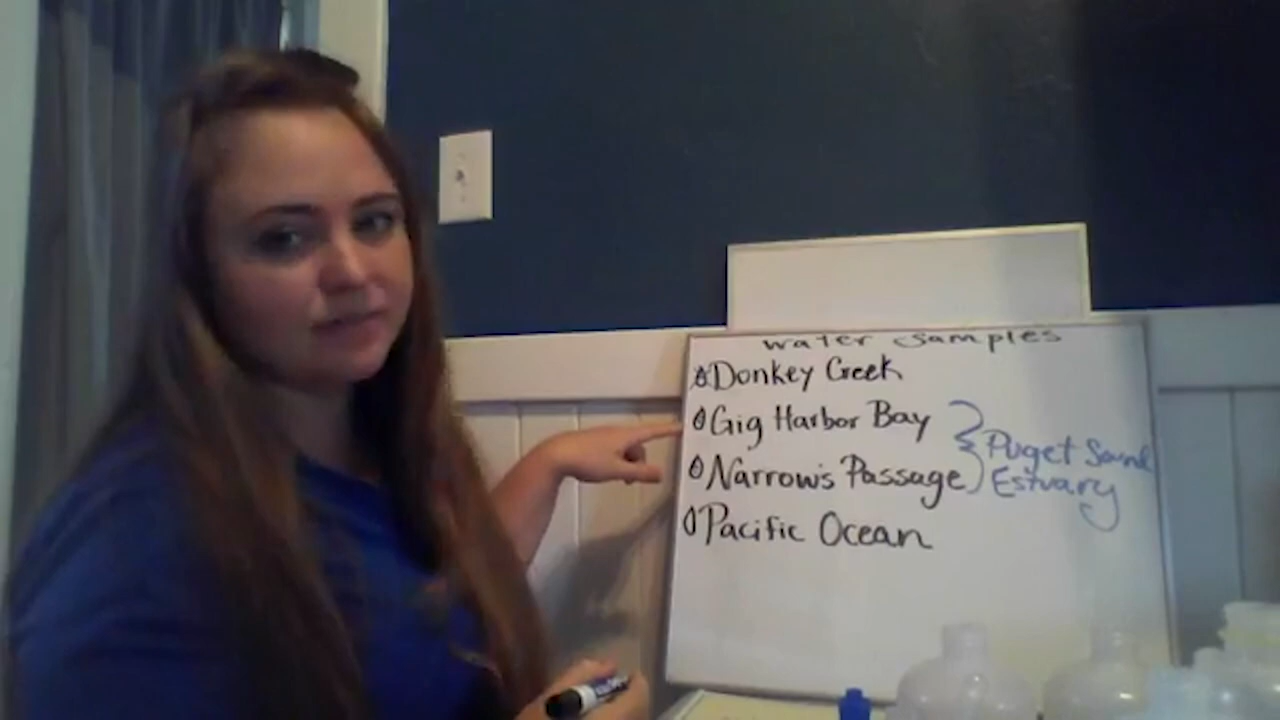 water samples
Donkey Creek
Gig Harbor Bay
Narrow's Passage
Puget Sound
Estuary
Pacific Ocean